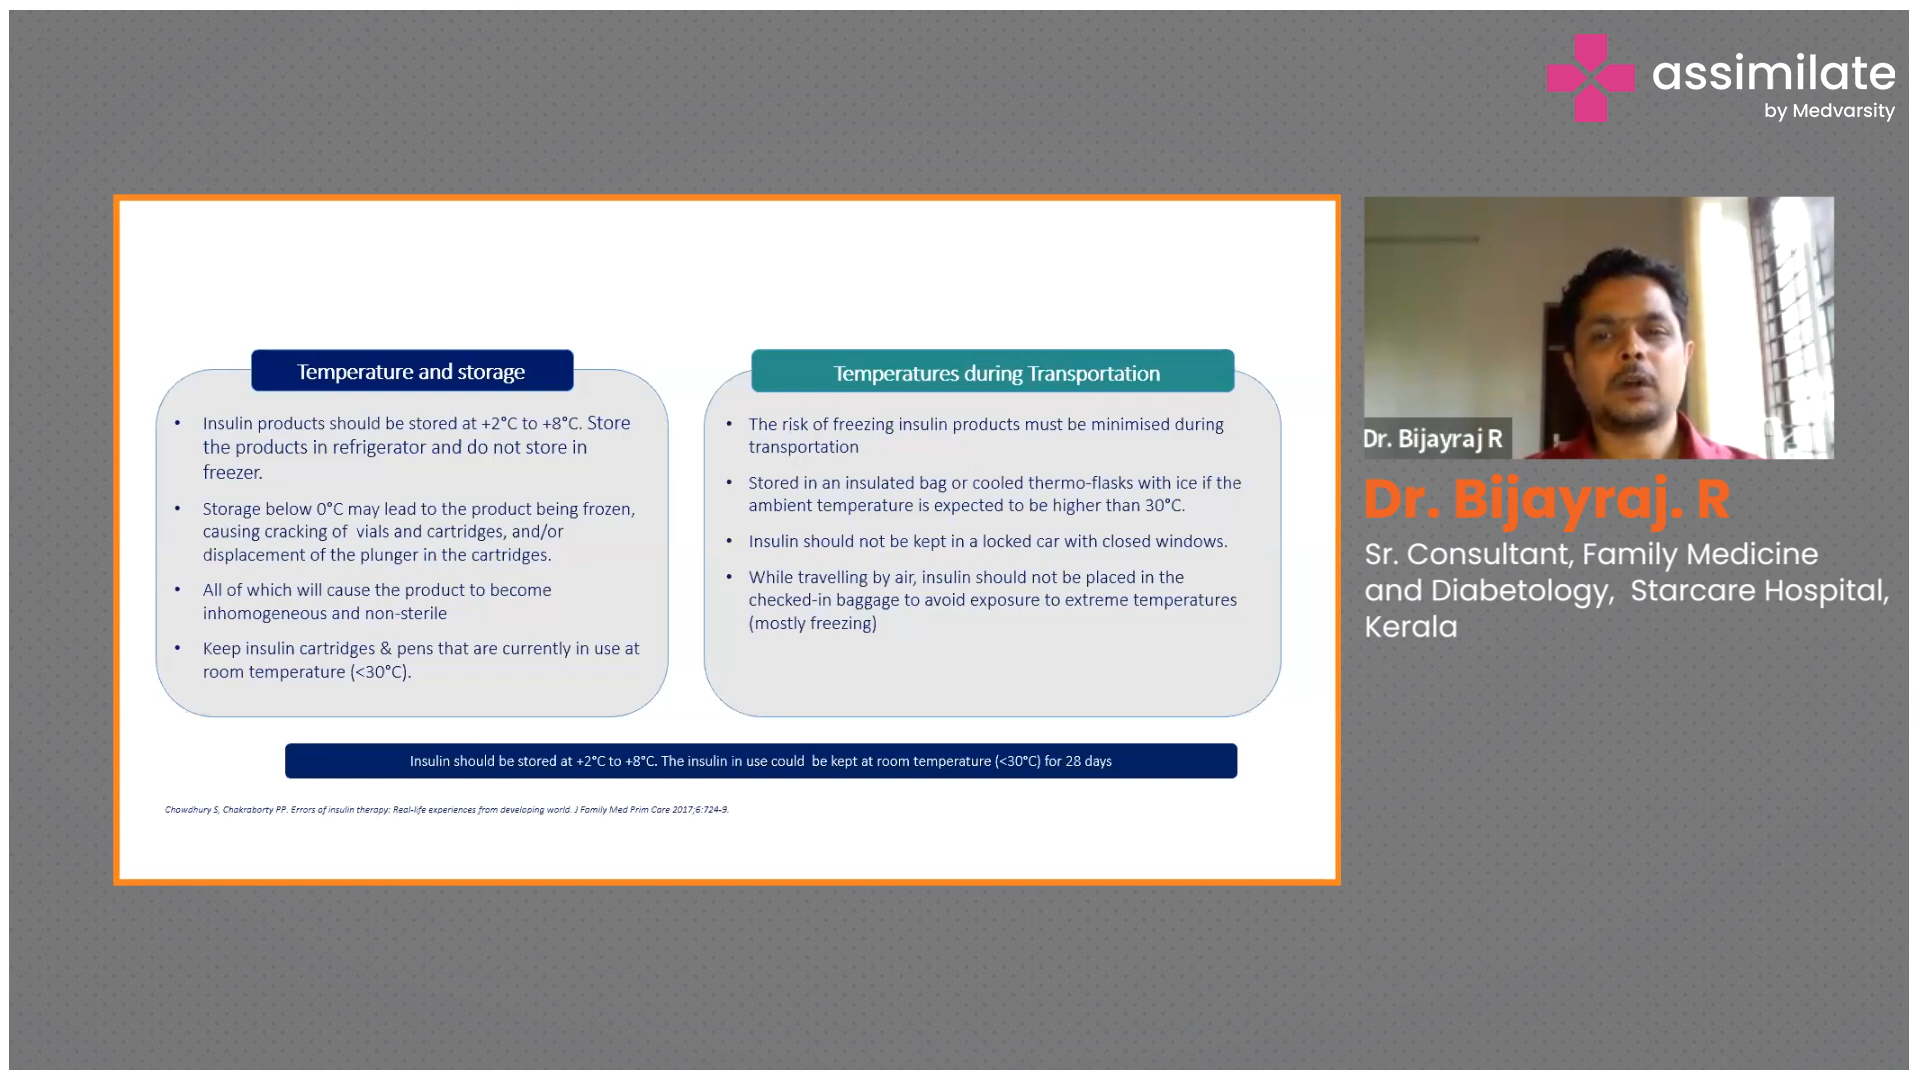 assimilate
by Medvarsity
Temperature and storage
• Insulin products should be stored at +2°C to +8°C. Store
the products in refrigerator and do not store in
freezer.
• Storage below 0°C may lead to the product being frozen,
causing cracking of  vials and cartridges, and/or
displacement of the plunger in the cartridges.
• All of which will cause the product to become
inhomogeneous and non-sterile
• Keep insulin cartridges & pens that are currently in use at
room temperature (<30°C).
Temperatures during Transportation
• The risk of freezing insulin products must be minimised during
transportation
• Stored in an insulated bag or cooled thermo-flasks with ice if the
ambient temperature is expected to be higher than 30°C.
• Insulin should not be kept in a locked car with closed windows.
• While travelling by air, insulin should not be placed in the
checked-in baggage to avoid exposure to extreme temperatures
(mostly freezing)
Insulin should be stored at +2°C to +8°C. The insulin in use could  be kept at room temperature (<30°C) for 28 days
Chowdhury S, Chakraborty PP. Errors of insulin therapy: Real-life experiences from developing world. J Family Med Prim Care 2017;6:724-9.
Dr. Bijayraj R
Dr. Bijayraj. R
Sr. Consultant, Family Medicine
and Diabetology,  Starcare Hospital,
Kerala